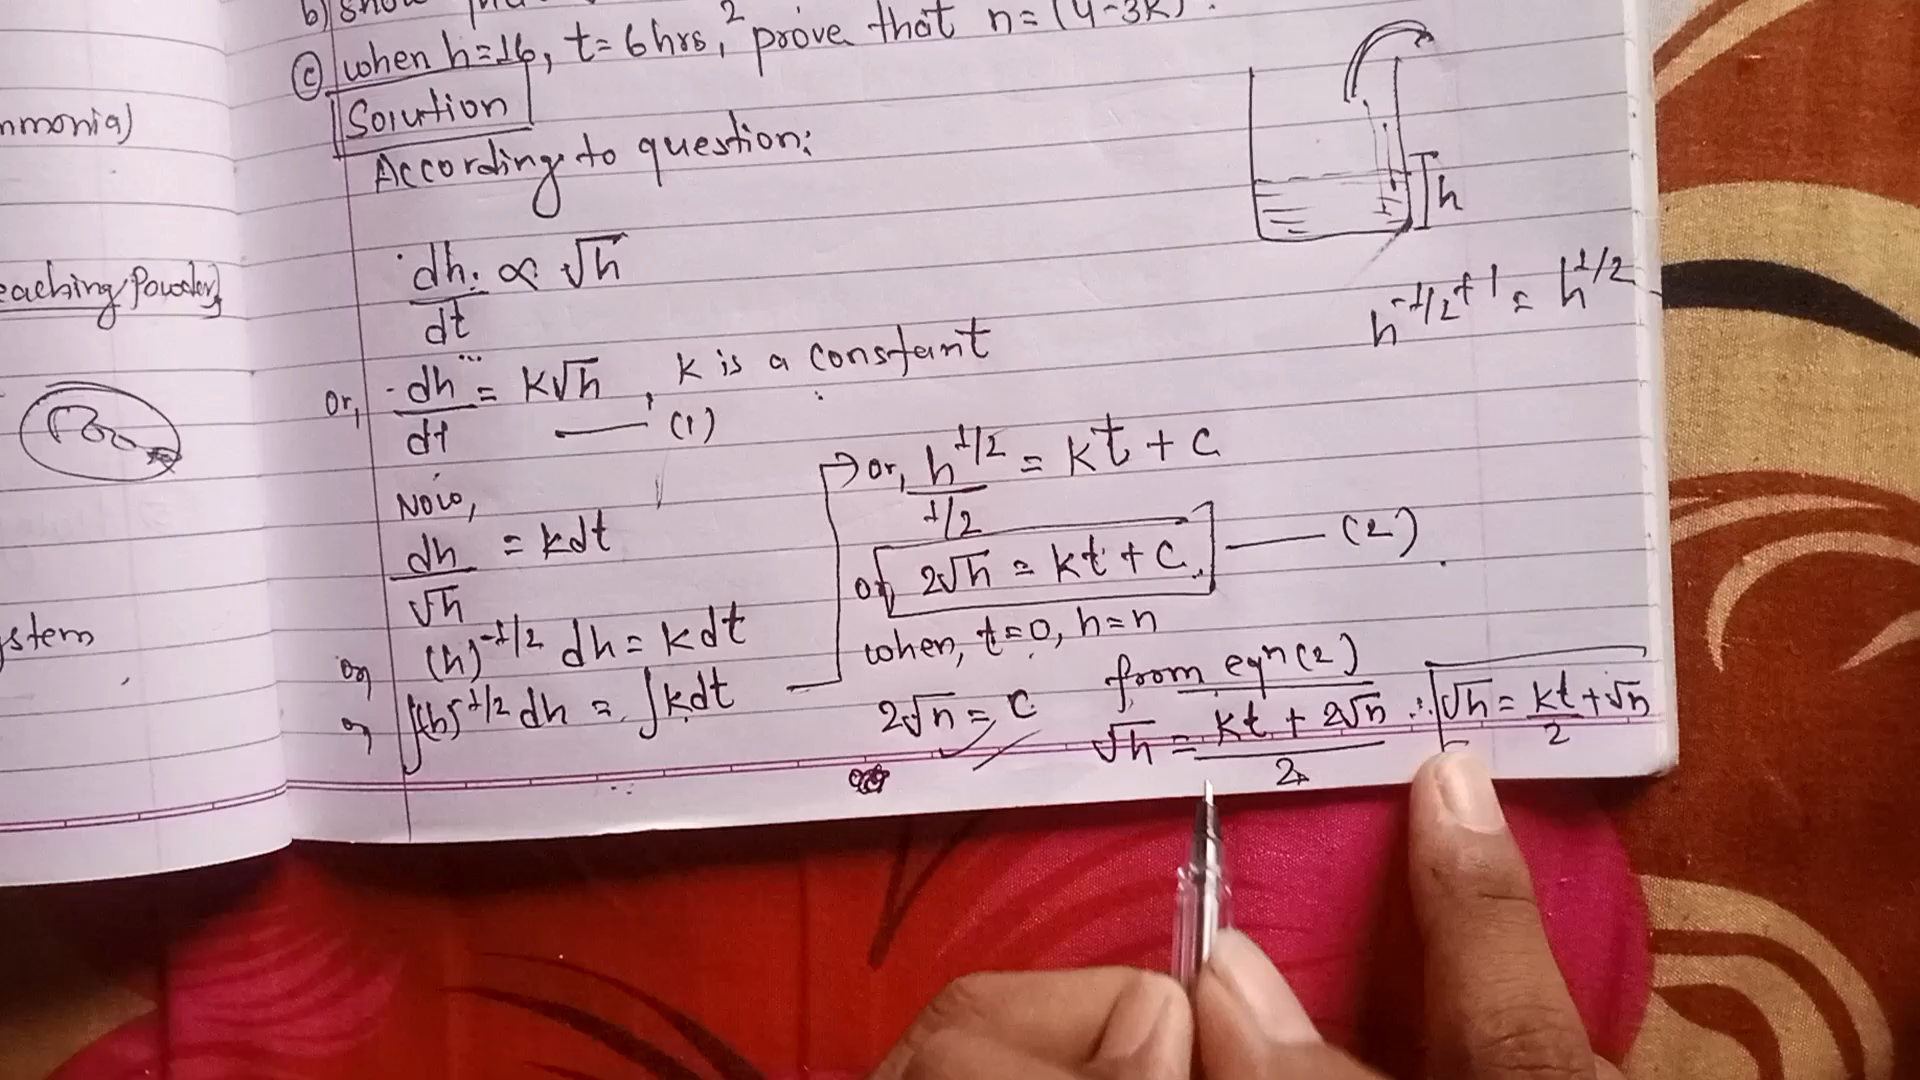 b) show
c) when h=16, t=6hrs, prove that n=(4-3k)²
Solution
According to question:
dh/dt ∝ √h
h
h^(-1/2+1) = h^(1/2)
or, dh/dt = k√h, k is a constant
——(1)
Now,
dh/√h = kdt
or (h)^(-1/2) dh = kdt
or ∫(h)^(-1/2) dh = ∫kdt
or, h^(1/2)/(1/2) = kt + c
or 2√h = kt + c ——(2)
when, t=0, h=n
2√n = c
from eqn(2)
√h = (kt + 2√n)/2 ∴ √h = kt/2 + √n
nmonia)
eaching Powder)
stem